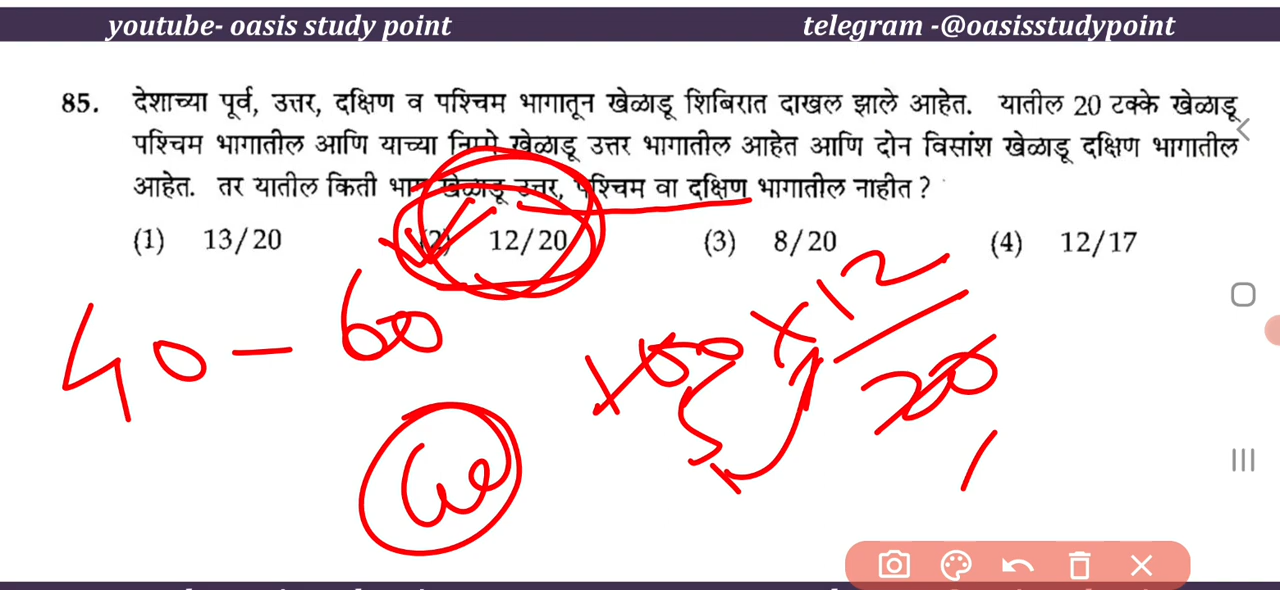 youtube- oasis study point telegram -@oasisstudypoint
85. देशाच्या पूर्व, उत्तर, दक्षिण व पश्चिम भागातून खेळाडू शिबिरात दाखल झाले आहेत. यातील 20 टक्के खेळाडू
पश्चिम भागातील आणि याच्या निम्मे खेळाडू उत्तर भागातील आहेत आणि दोन विसांश खेळाडू दक्षिण भागातील
आहेत. तर यातील किती भाग खेळाडू उत्तर, पश्चिम वा दक्षिण भागातील नाहीत ?
(1) 13/20 (2) 12/20 (3) 8/20 (4) 12/17
40 - 60
× 12
20